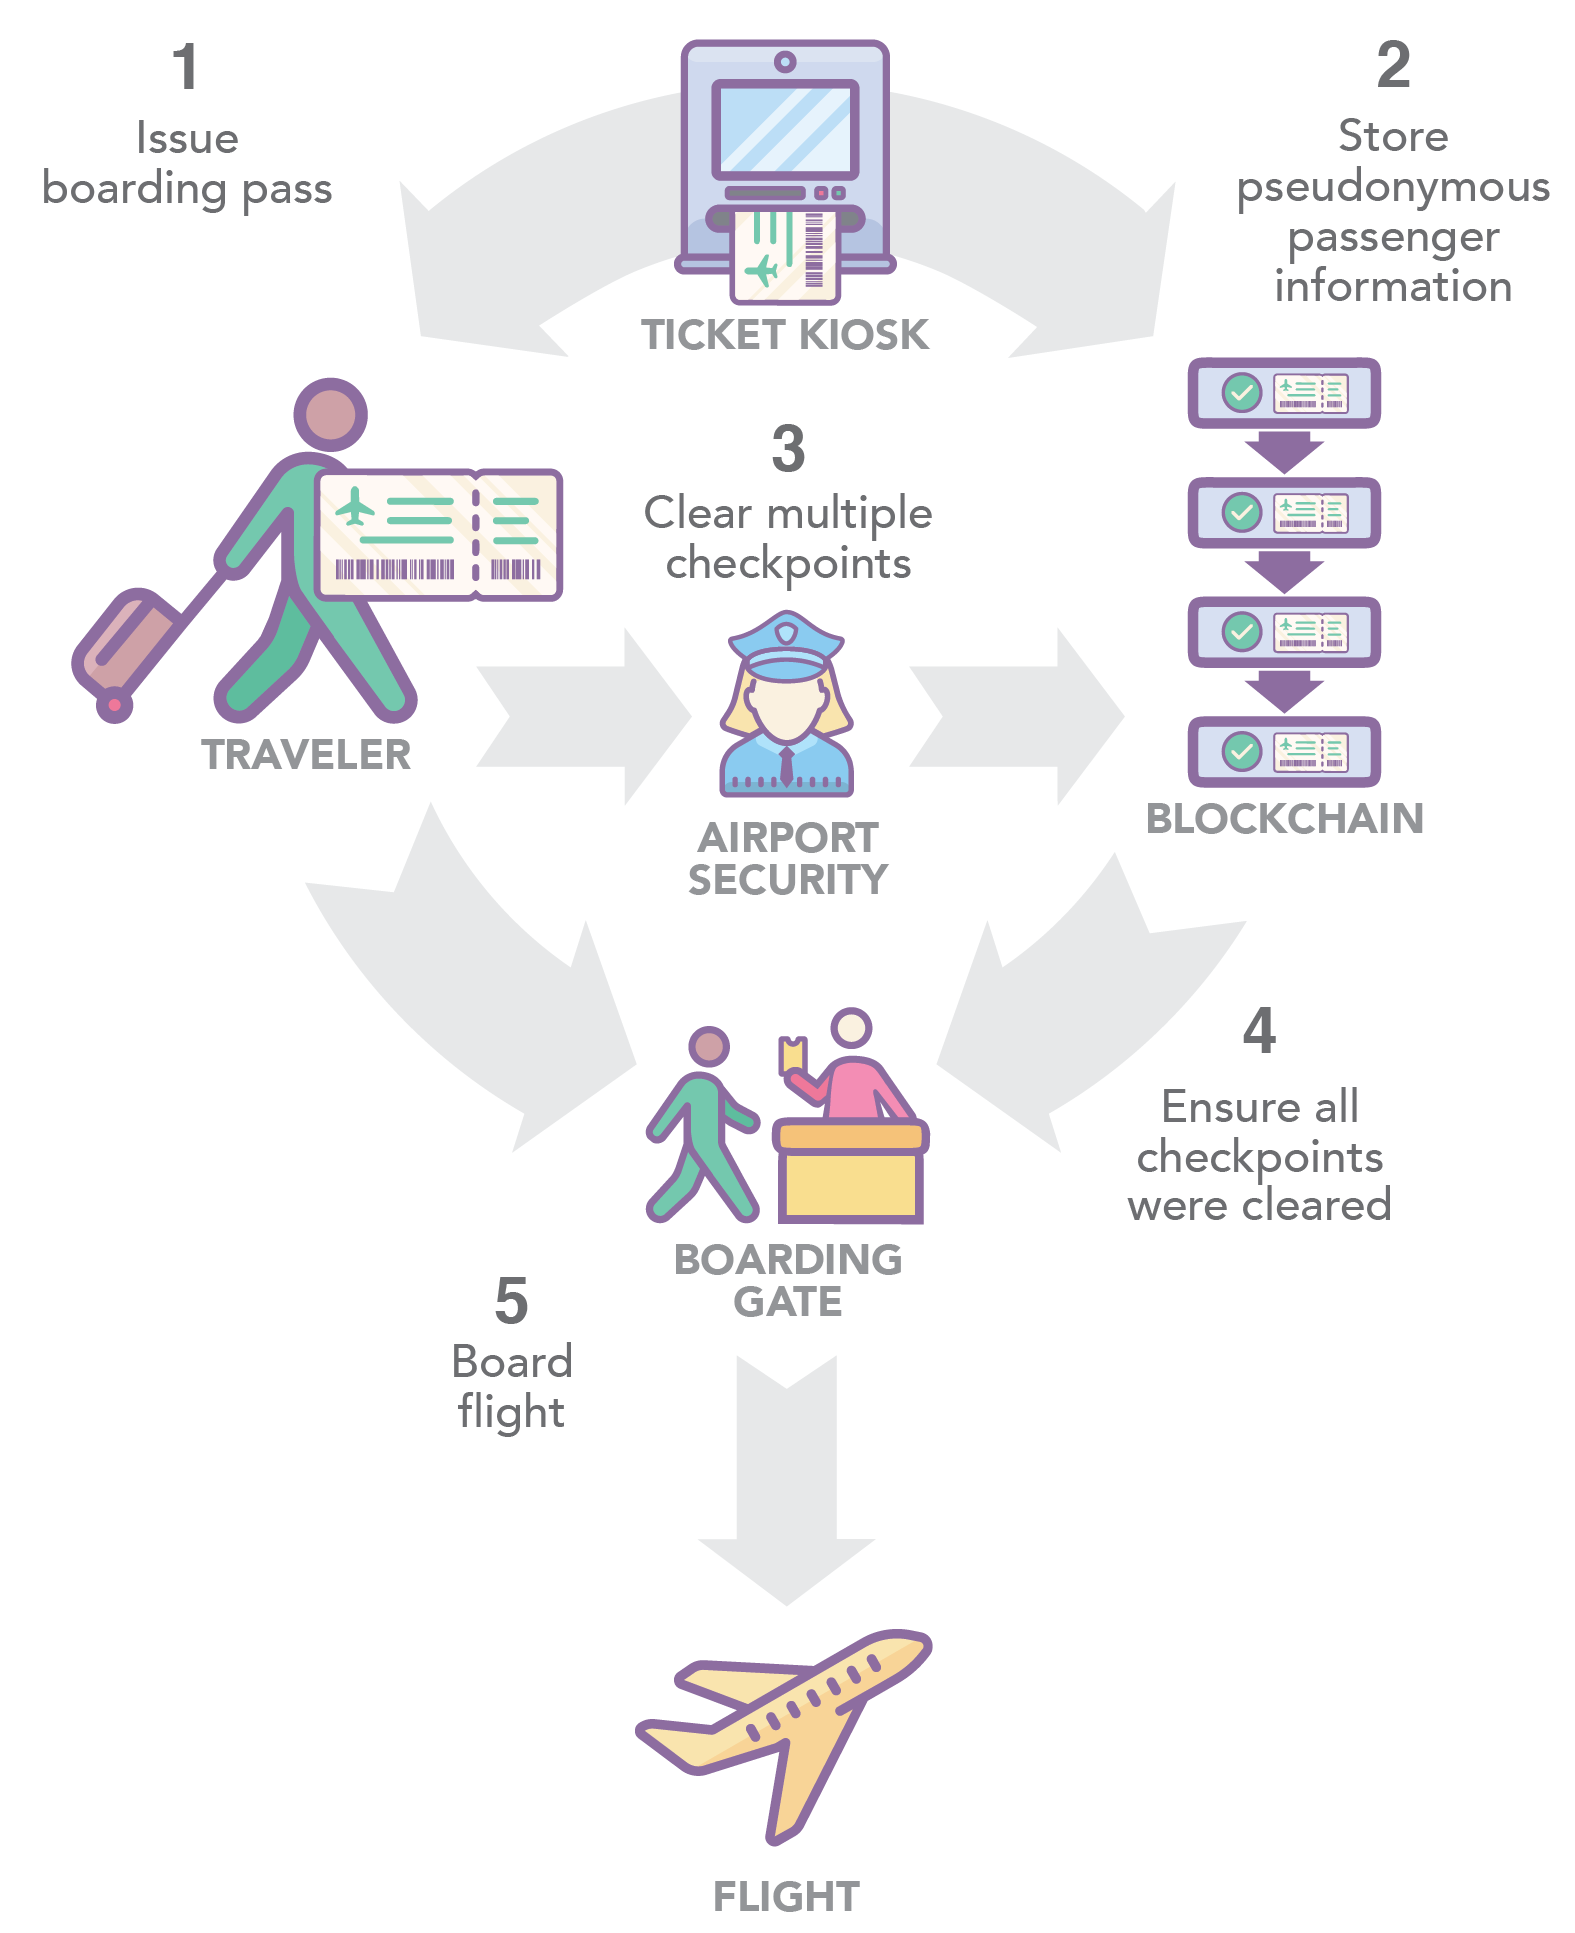 1
Issue
boarding pass
2
Store
pseudonymous
passenger
information
TICKET KIOSK
3
Clear multiple
checkpoints
TRAVELER
AIRPORT
SECURITY
BLOCKCHAIN
4
Ensure all
checkpoints
were cleared
BOARDING
GATE
5
Board
flight
FLIGHT